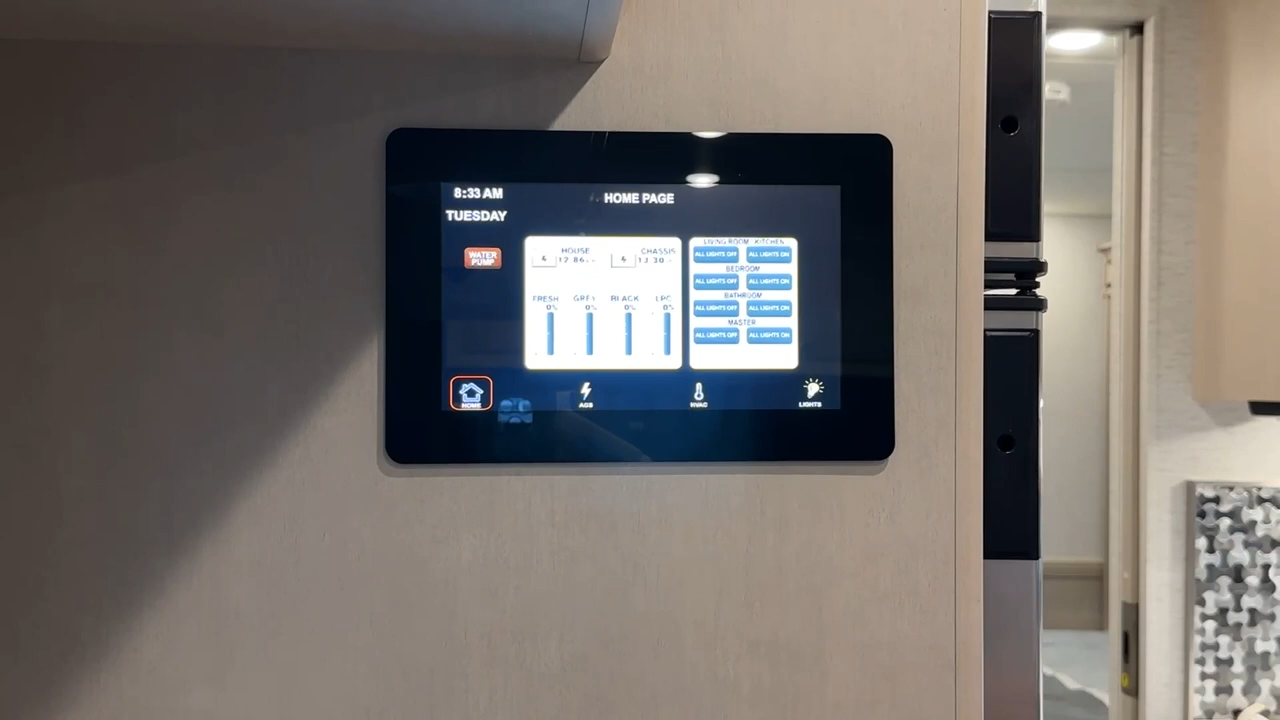 8:33 AM
HOME PAGE
TUESDAY
WATER
PUMP
HOUSE
12.86
CHASSIS
13.30
FRESH GREY BLACK LPG
0% 0% 0% 0%
LIVING ROOM KITCHEN
ALL LIGHTS OFF ALL LIGHTS ON
BEDROOM
ALL LIGHTS OFF ALL LIGHTS ON
BATHROOM
ALL LIGHTS OFF ALL LIGHTS ON
MASTER
ALL LIGHTS OFF ALL LIGHTS ON
HOME AGS HVAC LIGHTS